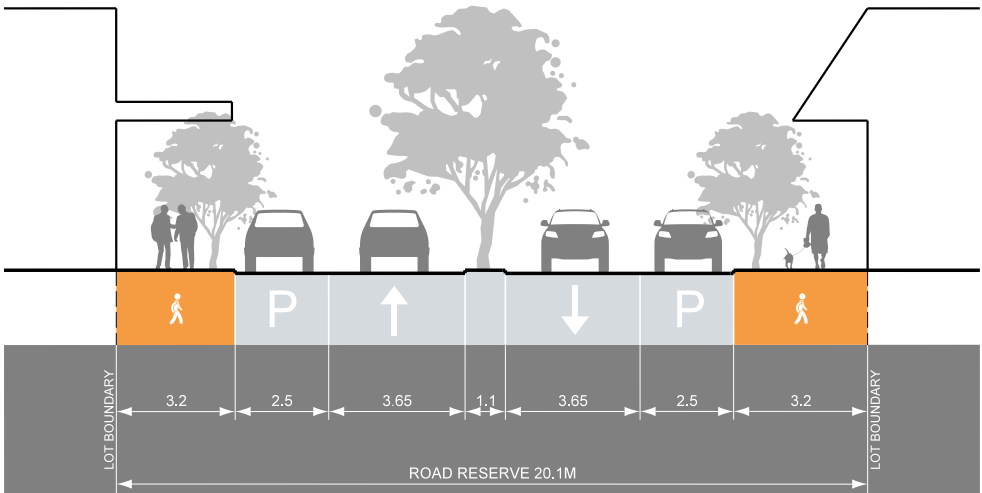 P
P
3.2
2.5
3.65
1.1
3.65
2.5
3.2
LOT BOUNDARY
LOT BOUNDARY
ROAD RESERVE 20.1M